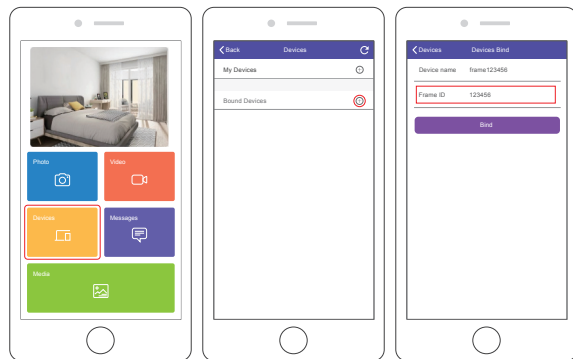 Photo
Video
Devices
Messages
Media
Back Devices
My Devices
Bound Devices
Devices Devices Bind
Device name frame123456
Frame ID 123456
Bind